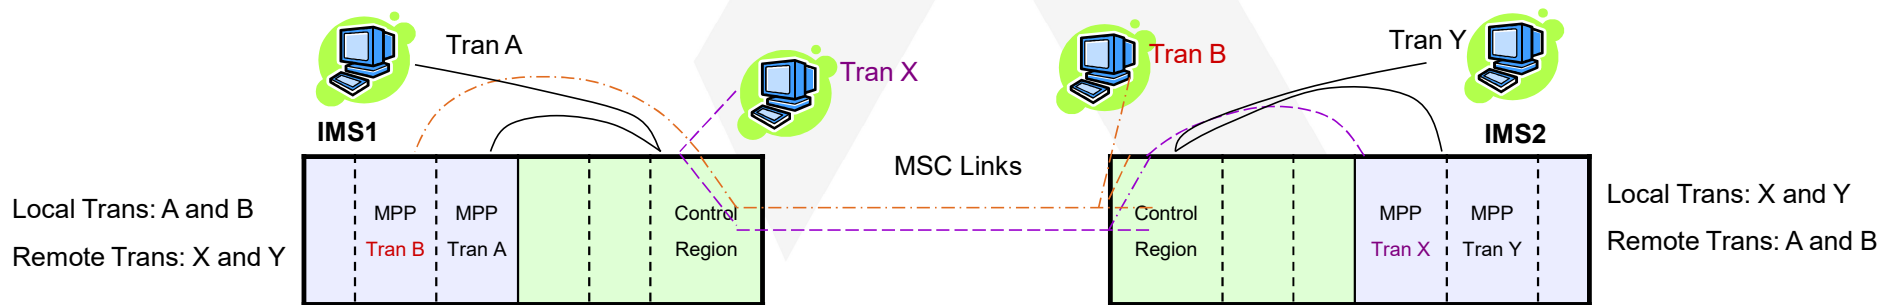 Tran A
Tran X
Tran B
Tran Y
IMS1
IMS2
MSC Links
Local Trans: A and B
Remote Trans: X and Y
MPP
Tran B
MPP
Tran A
Control
Region
Control
Region
MPP
Tran X
MPP
Tran Y
Local Trans: X and Y
Remote Trans: A and B